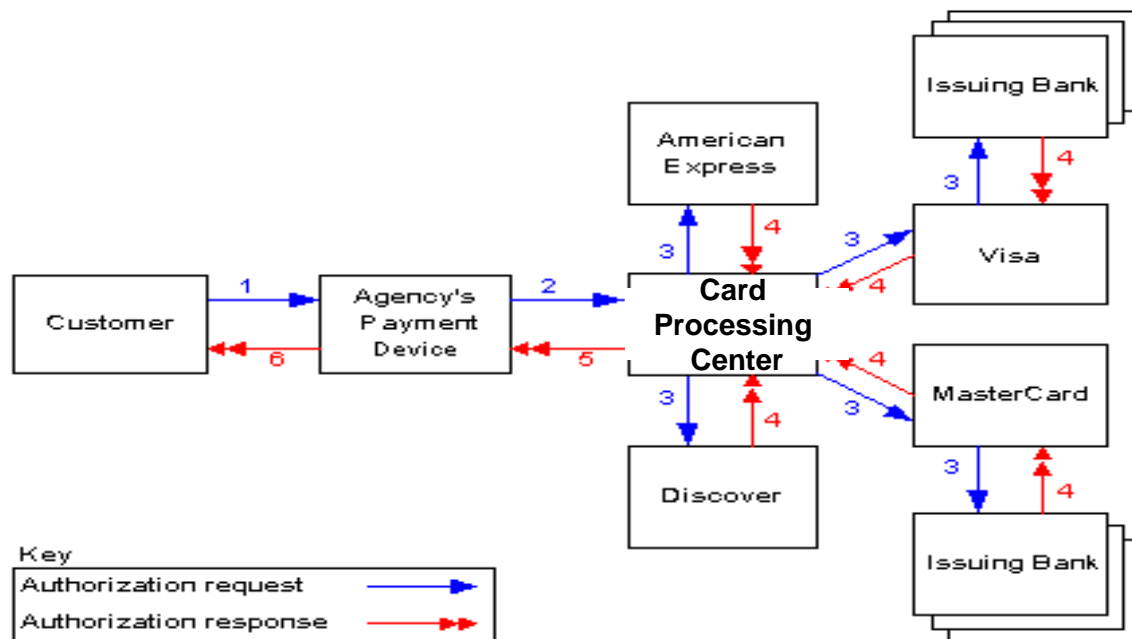 Issuing Bank
4
3
American
Express
4
3
3
4
Visa
Customer
1
6
Agency's
Payment
Device
2
5
Card
Processing
Center
3
4
4
3
MasterCard
3
4
Discover
Issuing Bank
Key
Authorization request
Authorization response